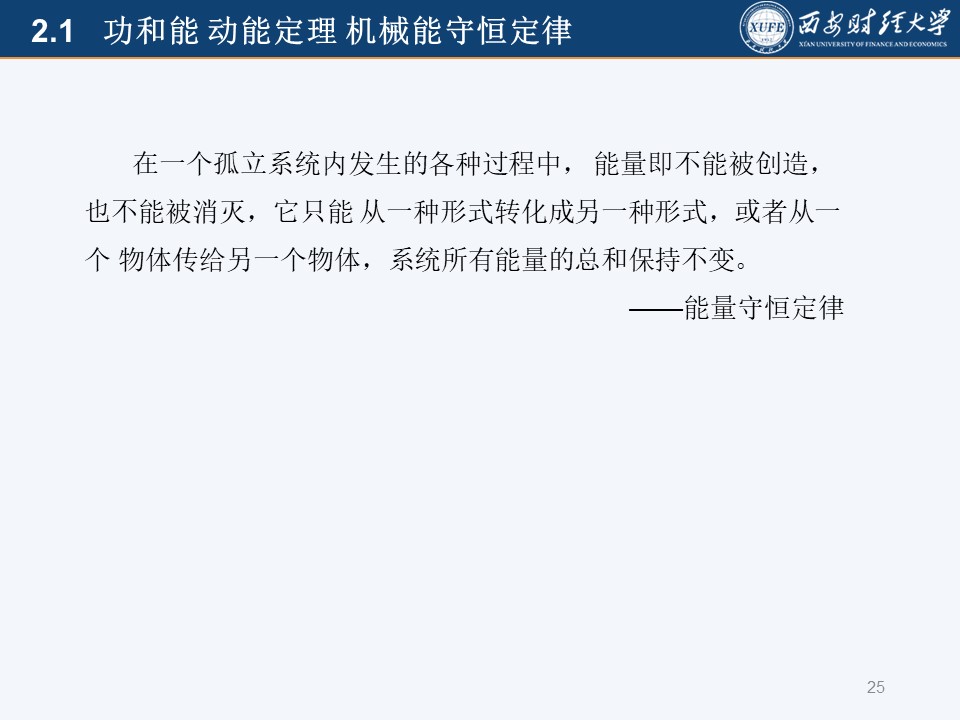 2.1 功和能 动能定理 机械能守恒定律
XUFE
西安财经大学
XI'AN UNIVERSITY OF FINANCE AND ECONOMICS
在一个孤立系统内发生的各种过程中， 能量即不能被创造，
也不能被消灭，它只能 从一种形式转化成另一种形式，或者从一
个 物体传给另一个物体，系统所有能量的总和保持不变。
——能量守恒定律
25